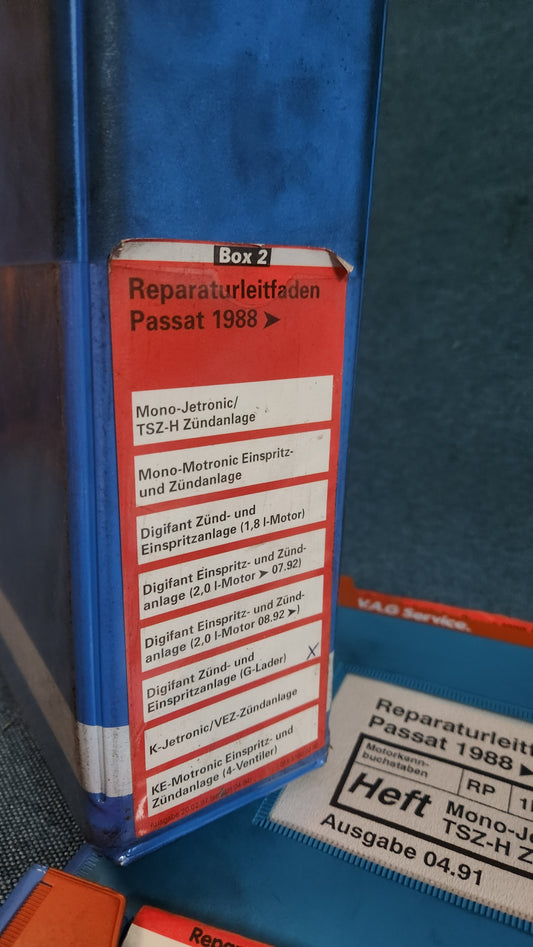 Box 2
Reparaturleitfaden
Passat 1988 ➤
Mono-Jetronic/
TSZ-H Zündanlage
Mono-Motronic Einspritz-
und Zündanlage
Digifant Zünd- und
Einspritzanlage (1,8 l-Motor)
Digifant Einspritz- und Zünd-
anlage (2,0 l-Motor ➤ 07.92)
Digifant Einspritz- und Zünd-
anlage (2,0 l-Motor 08.92 ➤)
Digifant Zünd- und
Einspritzanlage (G-Lader) X
K-Jetronic/VEZ-Zündanlage
KE-Motronic Einspritz- und
Zündanlage (4-Ventiler)
Ausgabe
V.A.G Service.
Reparaturleitf
Passat 1988 ➤
Motorkenn-
buchstaben
RP
Heft
Mono-Je
TSZ-H Z
Ausgabe 04.91
Repa